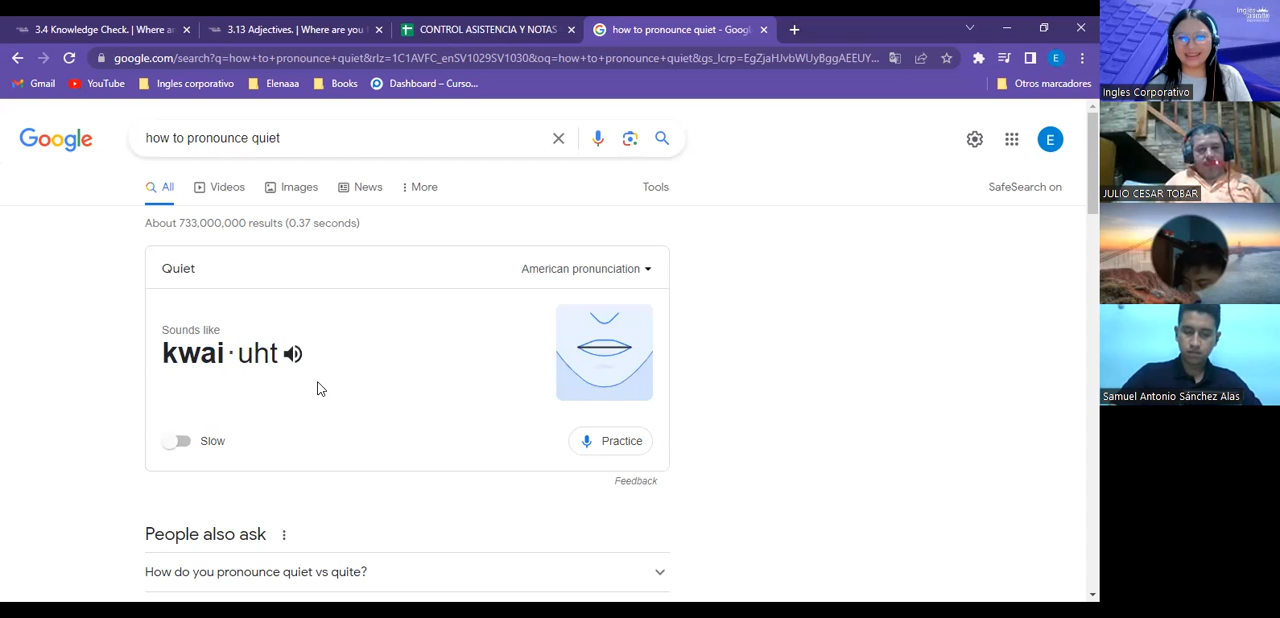 3.4 Knowledge Check. | Where ar
3.13 Adjectives. | Where are you f
CONTROL ASISTENCIA Y NOTAS
how to pronounce quiet - Googl
google.com/search?q=how+to+pronounce+quiet&rlz=1C1AVFC_enSV1029SV1030&oq=how+to+pronounce+quiet&gs_lcrp=EgZjaHJvbWUyBggAEEUY...
E
Gmail
YouTube
Ingles corporativo
Elenaaa
Books
Dashboard – Curso...
Otros marcadores
Google
how to pronounce quiet
E
All
Videos
Images
News
More
Tools
SafeSearch on
About 733,000,000 results (0.37 seconds)
Quiet
American pronunciation
Sounds like
kwai · uht
Slow
Practice
Feedback
People also ask
How do you pronounce quiet vs quite?
Ingles Corporativo
JULIO CESAR TOBAR
Samuel Antonio Sánchez Alas